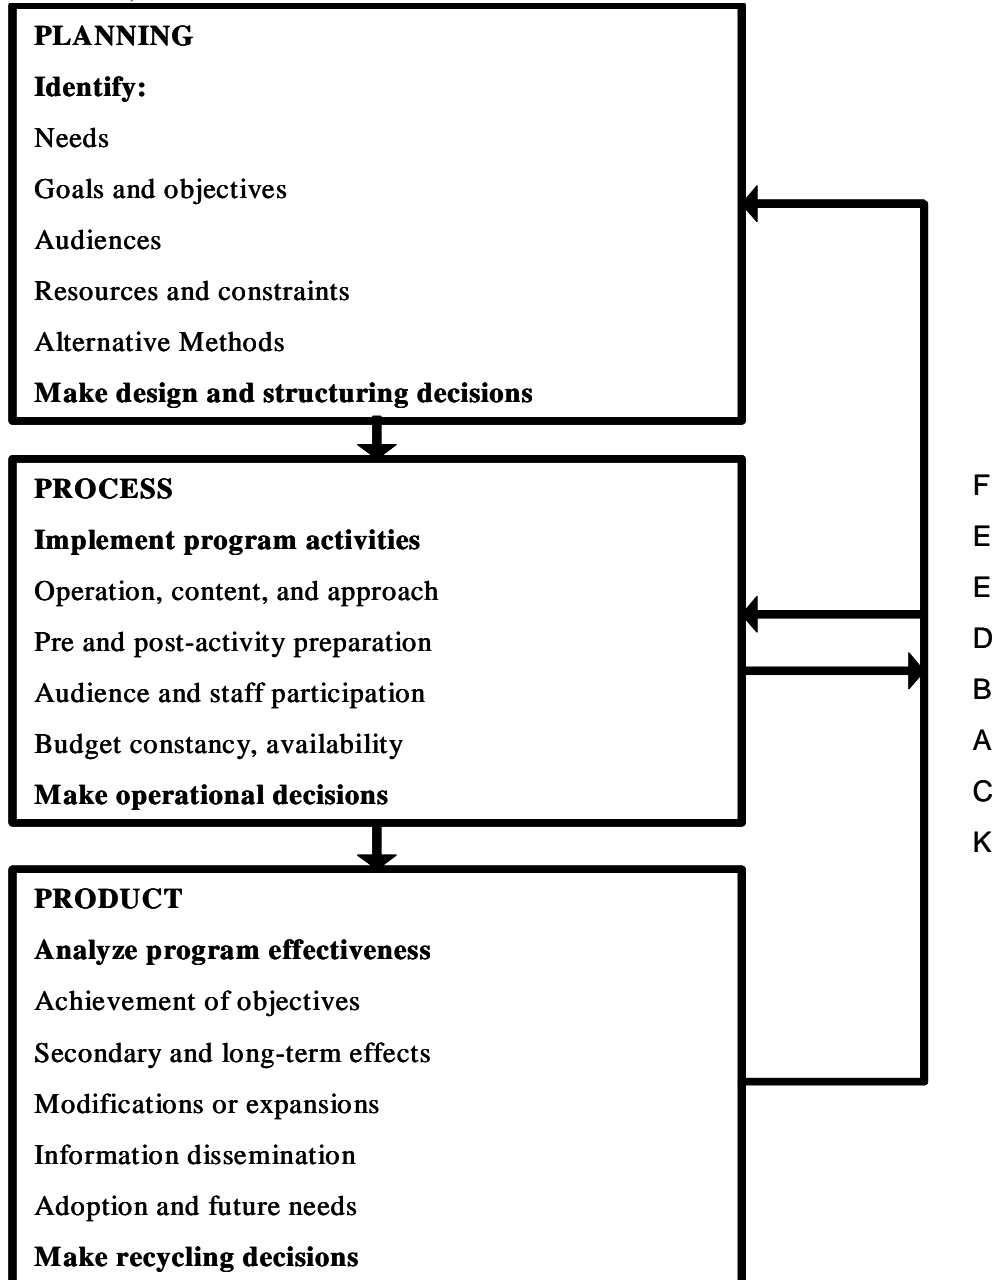 PLANNING
Identify:
Needs
Goals and objectives
Audiences
Resources and constraints
Alternative Methods
Make design and structuring decisions
PROCESS
Implement program activities
Operation, content, and approach
Pre and post-activity preparation
Audience and staff participation
Budget constancy, availability
Make operational decisions
PRODUCT
Analyze program effectiveness
Achievement of objectives
Secondary and long-term effects
Modifications or expansions
Information dissemination
Adoption and future needs
Make recycling decisions
F
E
E
D
B
A
C
K